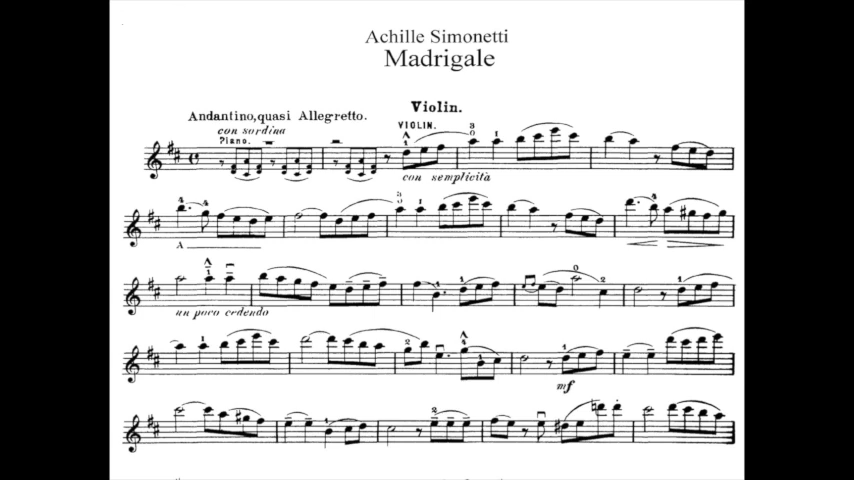 Achille Simonetti
Madrigale
Violin.
Andantino, quasi Allegretto.
con sordina
VIOLIN.
Piano.
con semplicità
un poco cedendo
mf